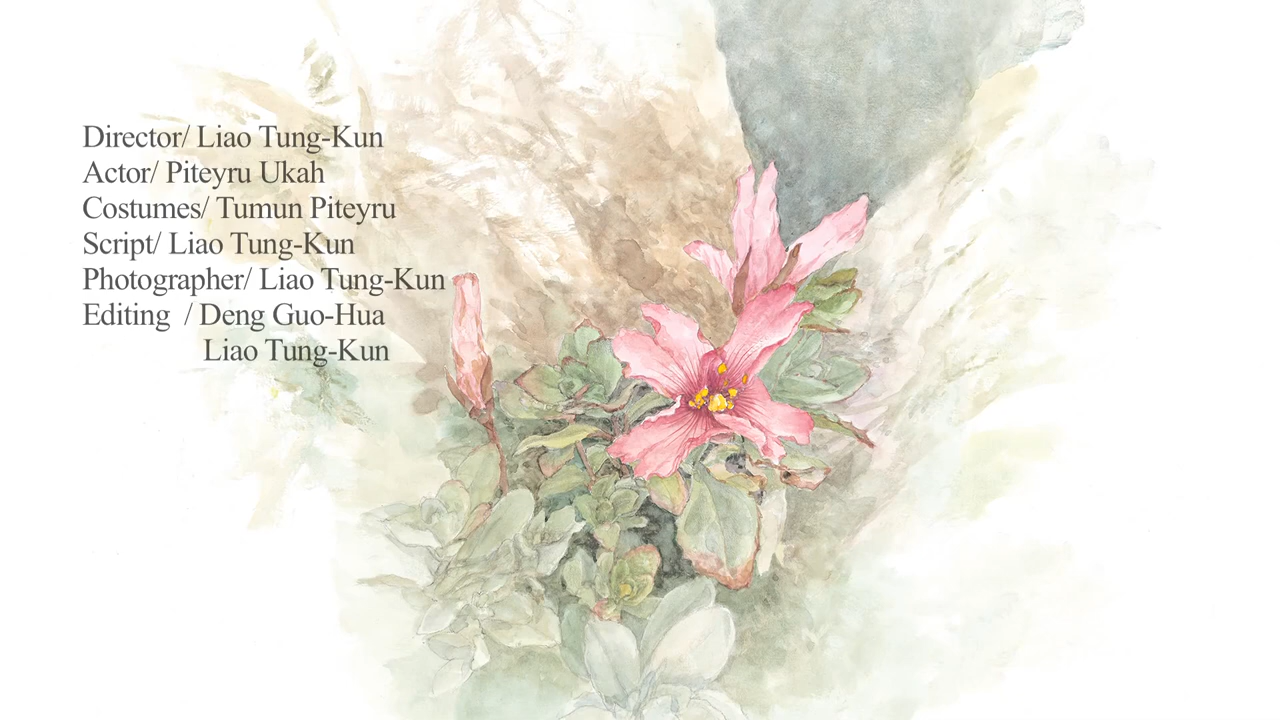 Director/ Liao Tung-Kun
Actor/ Piteyru Ukah
Costumes/ Tumun Piteyru
Script/ Liao Tung-Kun
Photographer/ Liao Tung-Kun
Editing / Deng Guo-Hua
Liao Tung-Kun